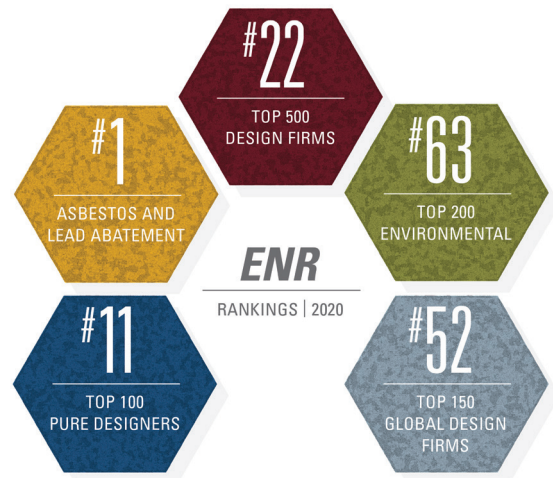 #22
TOP 500
DESIGN FIRMS
#1
ASBESTOS AND
LEAD ABATEMENT
#63
TOP 200
ENVIRONMENTAL
ENR
RANKINGS | 2020
#11
TOP 100
PURE DESIGNERS
#52
TOP 150
GLOBAL DESIGN
FIRMS